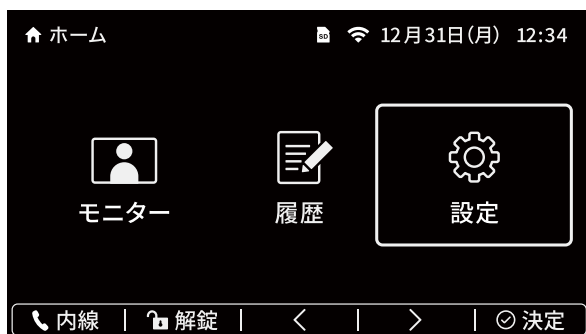 ホーム SD 12月31日(月) 12:34
モニター 履歴 設定
内線 解錠 < > 決定